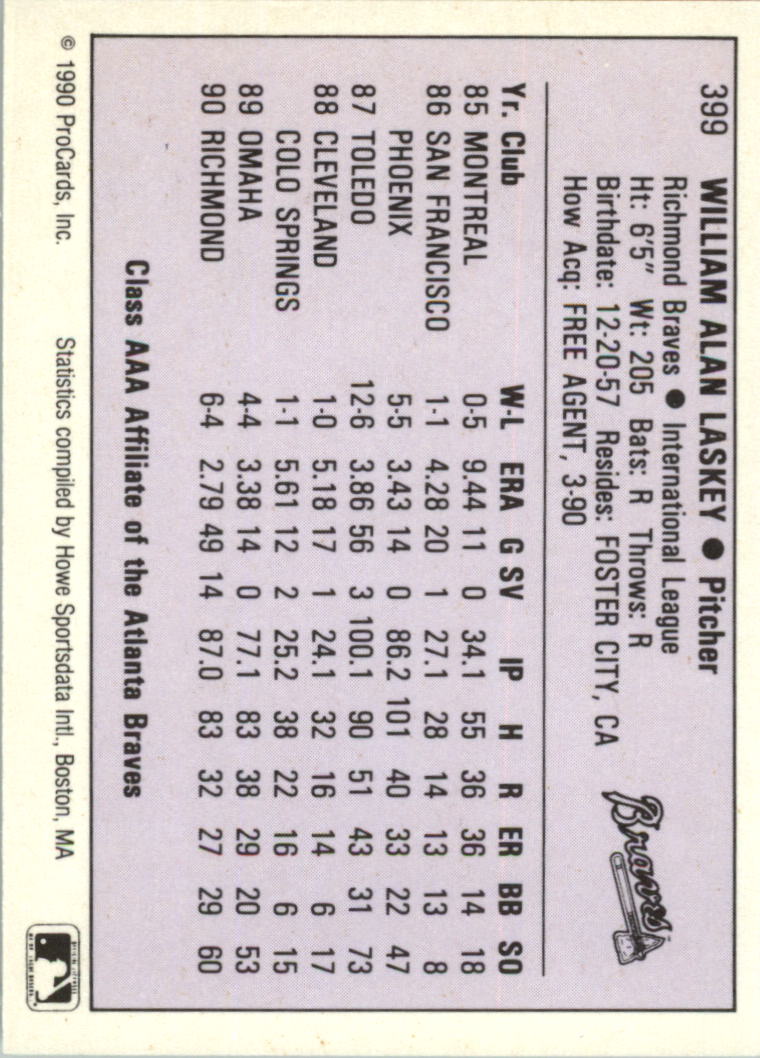 399 WILLIAM ALAN LASKEY ● Pitcher
Richmond Braves ● International League
Ht: 6'5" Wt: 205 Bats: R Throws: R
Birthdate: 12-20-57 Resides: FOSTER CITY, CA
How Acq: FREE AGENT, 3-90
Braves
Yr. Club W-L ERA G SV IP H R ER BB SO
85 MONTREAL 0-5 9.44 11 0 34.1 55 36 36 14 18
86 SAN FRANCISCO 1-1 4.28 20 1 27.1 28 14 13 13 8
PHOENIX 5-5 3.43 14 0 86.2 101 40 33 22 47
87 TOLEDO 12-6 3.86 56 3 100.1 90 51 43 31 73
88 CLEVELAND 1-0 5.18 17 1 24.1 32 16 14 6 17
COLO SPRINGS 1-1 5.61 12 2 25.2 38 22 16 6 15
89 OMAHA 4-4 3.38 14 0 77.1 83 38 29 20 53
90 RICHMOND 6-4 2.79 49 14 87.0 83 32 27 29 60
Class AAA Affiliate of the Atlanta Braves
© 1990 ProCards, Inc. Statistics compiled by Howe Sportsdata Intl., Boston, MA